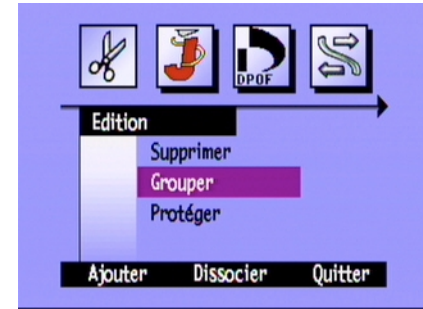 DPOF
Edition
Supprimer
Grouper
Protéger
Ajouter Dissocier Quitter